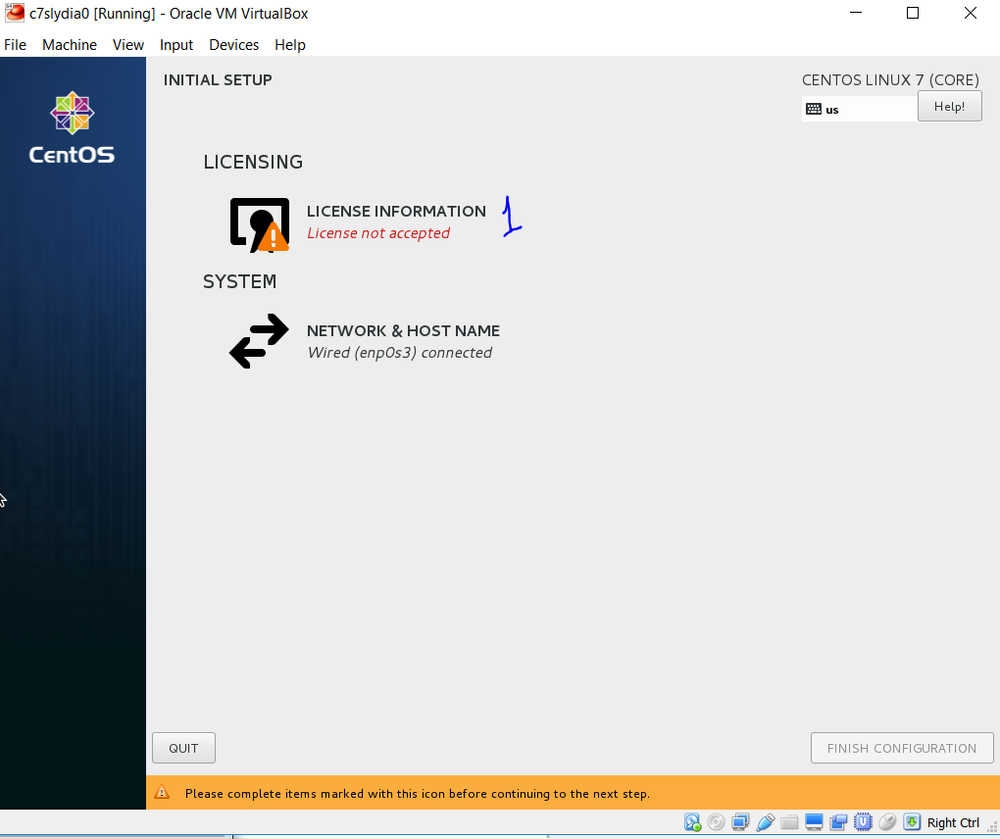 c7slydia0 [Running] - Oracle VM VirtualBox
File Machine View Input Devices Help
CentOS
INITIAL SETUP
CENTOS LINUX 7 (CORE)
us
Help!
LICENSING
LICENSE INFORMATION
1
License not accepted
SYSTEM
NETWORK & HOST NAME
Wired (enp0s3) connected
QUIT
FINISH CONFIGURATION
Please complete items marked with this icon before continuing to the next step.
Right Ctrl